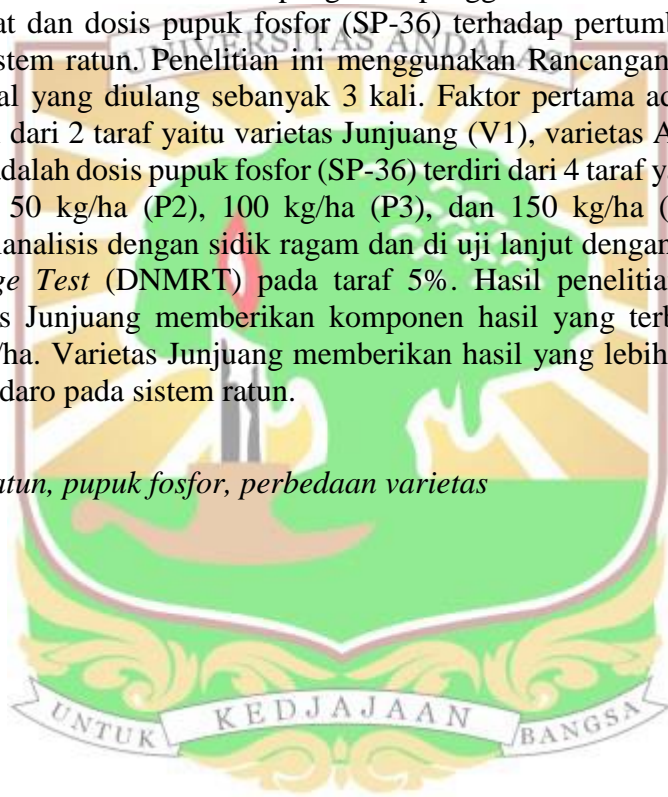 at dan dosis pupuk fosfor (SP-36) terhadap pertumb
UNIVERSITAS ANDALAS
stem ratun. Penelitian ini menggunakan Rancangan
al yang diulang sebanyak 3 kali. Faktor pertama ad
dari 2 taraf yaitu varietas Junjuang (V1), varietas A
dalah dosis pupuk fosfor (SP-36) terdiri dari 4 taraf y
50 kg/ha (P2), 100 kg/ha (P3), dan 150 kg/ha (
analisis dengan sidik ragam dan di uji lanjut dengan
ge Test (DNMRT) pada taraf 5%. Hasil penelitia
s Junjuang memberikan komponen hasil yang terb
/ha. Varietas Junjuang memberikan hasil yang lebih
daro pada sistem ratun.
atun, pupuk fosfor, perbedaan varietas
UNTUK KEDJAJAAN BANGSA